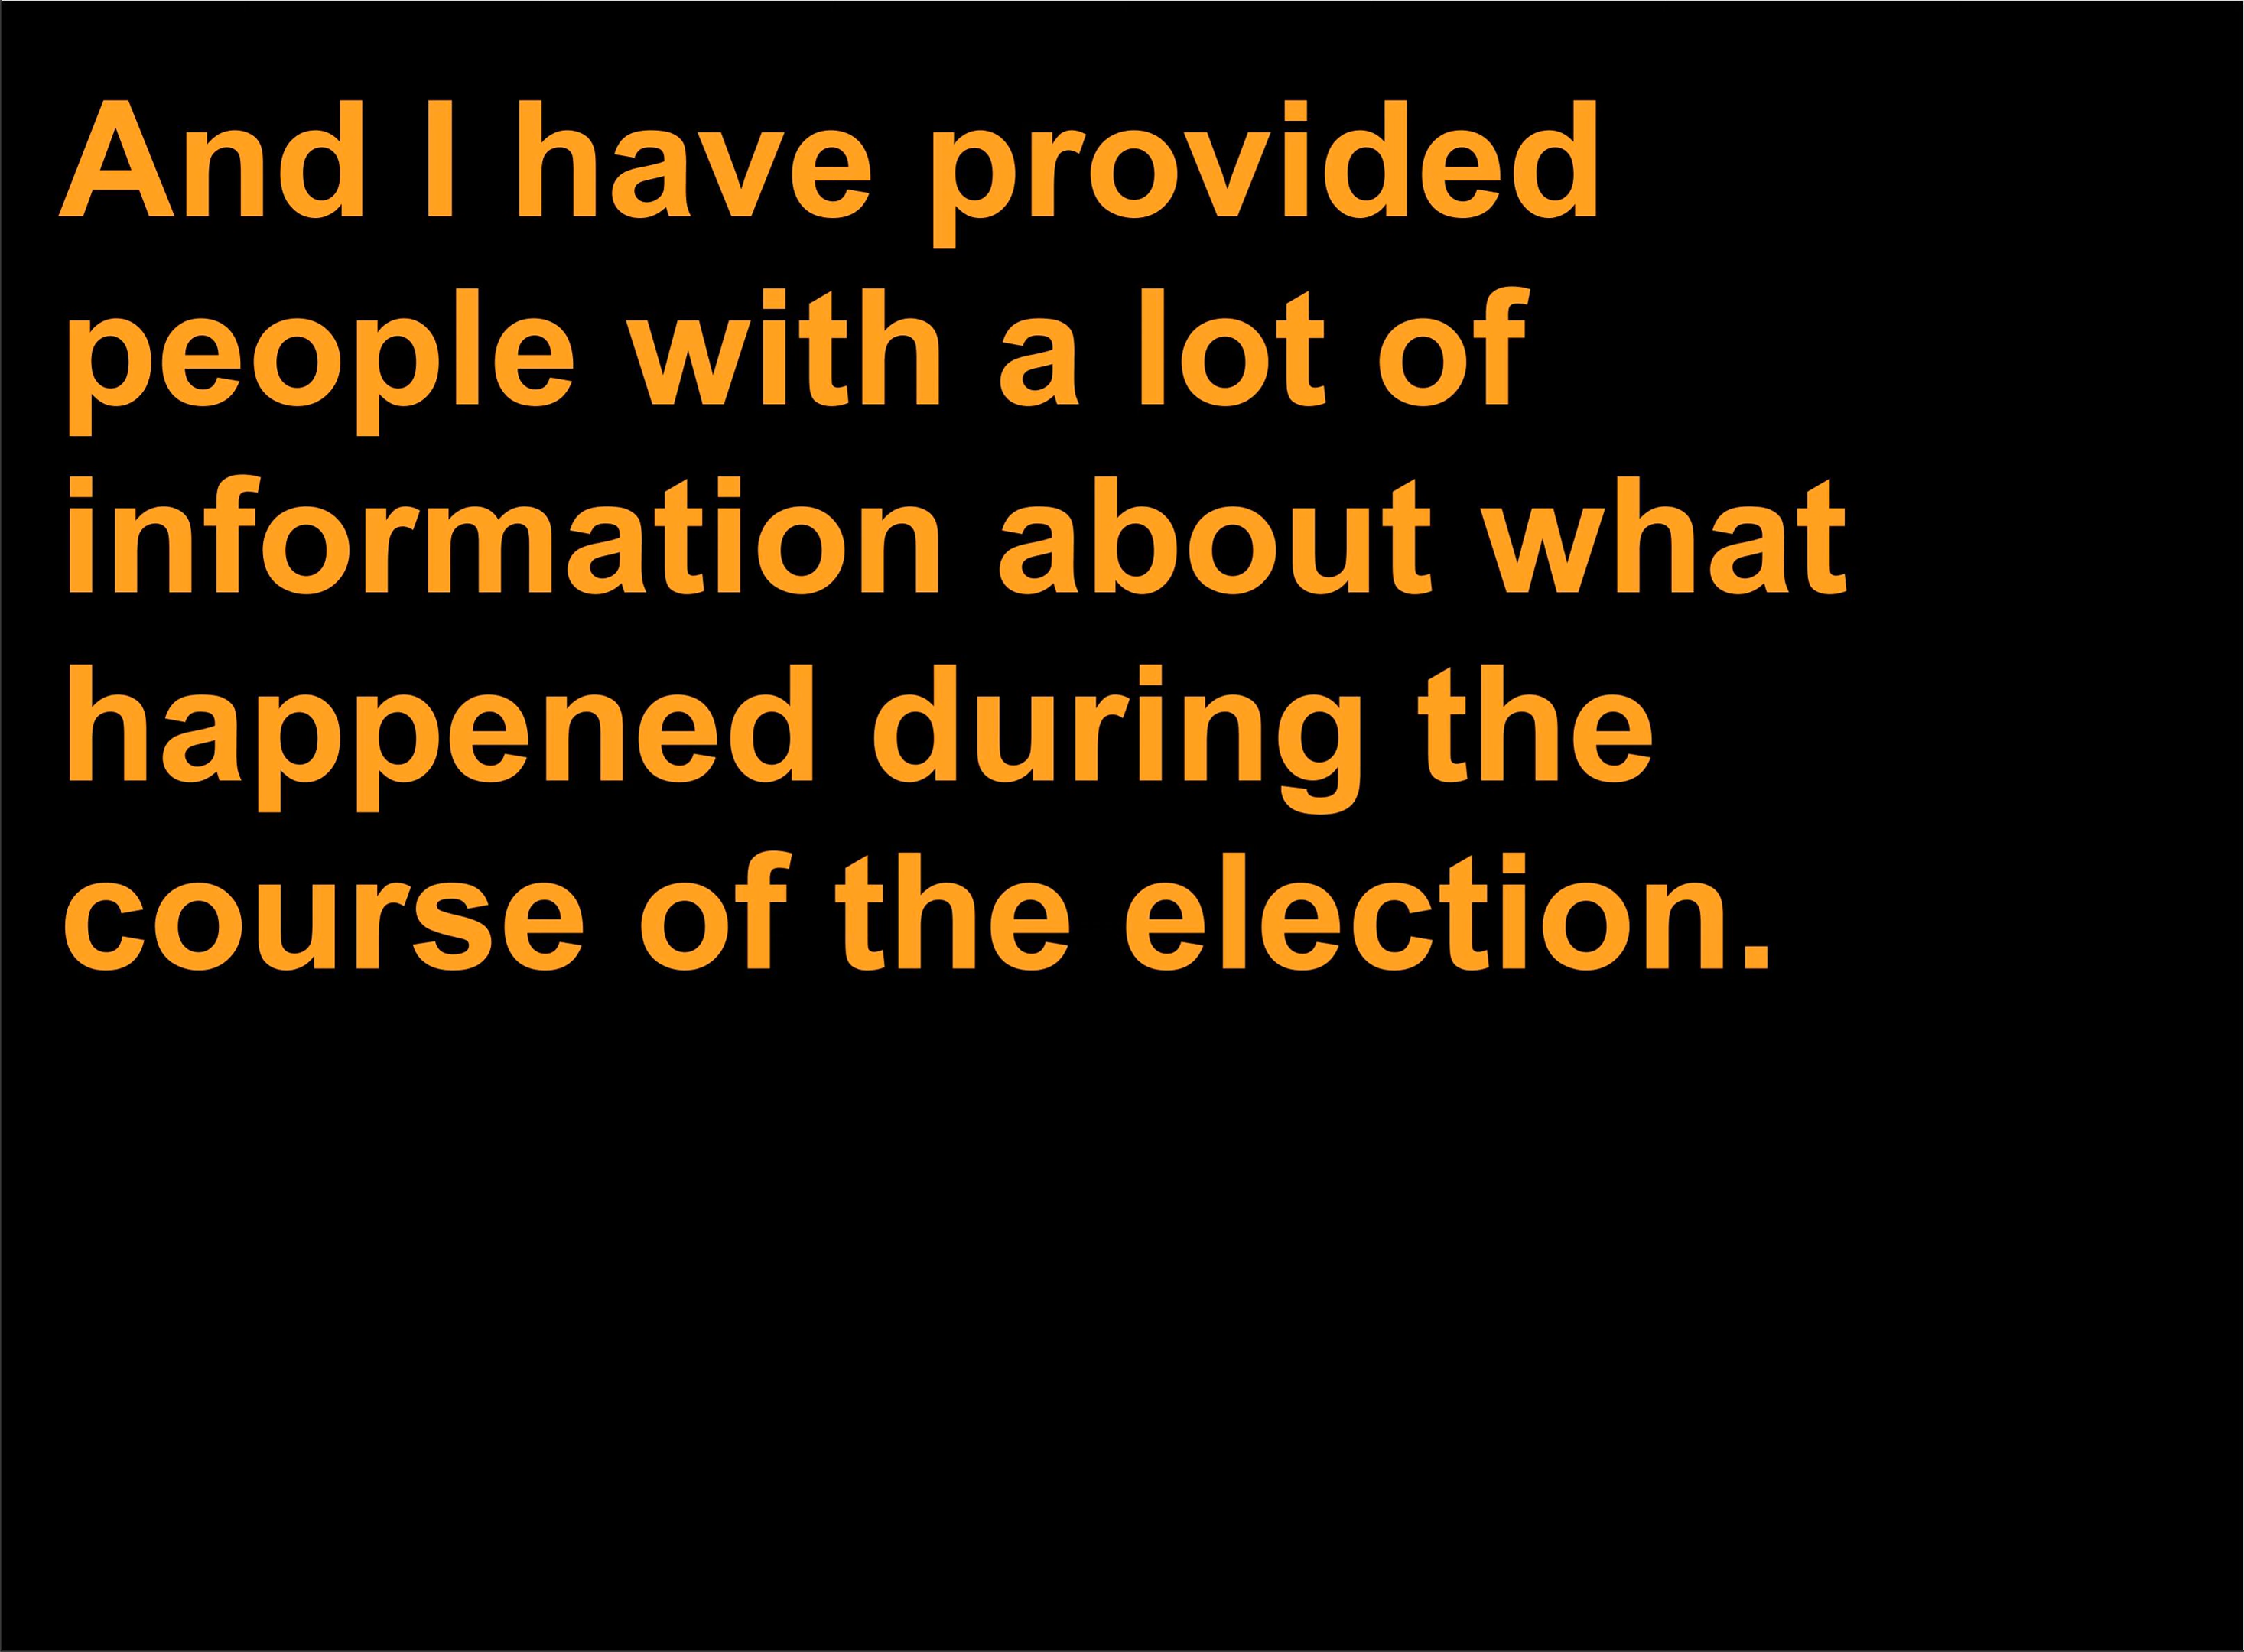 And I have provided
people with a lot of
information about what
happened during the
course of the election.